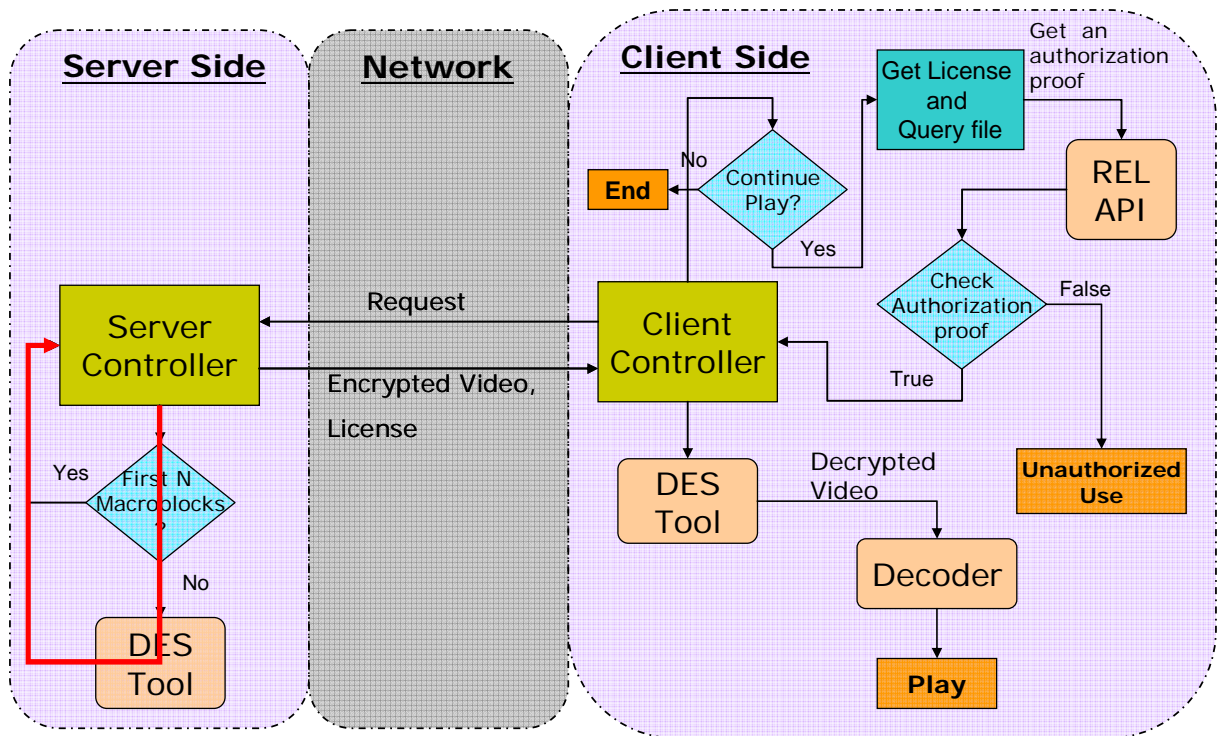 Server Side
Network
Client Side
Get an
authorization
proof
Get License
and
Query file
No
Continue
Play?
End
REL
API
Yes
Check
Authorization
proof
False
Request
Server
Controller
Client
Controller
True
Encrypted Video,
License
Yes
First N
Macroblocks
?
DES
Tool
Decrypted
Video
Unauthorized
Use
No
Decoder
DES
Tool
Play